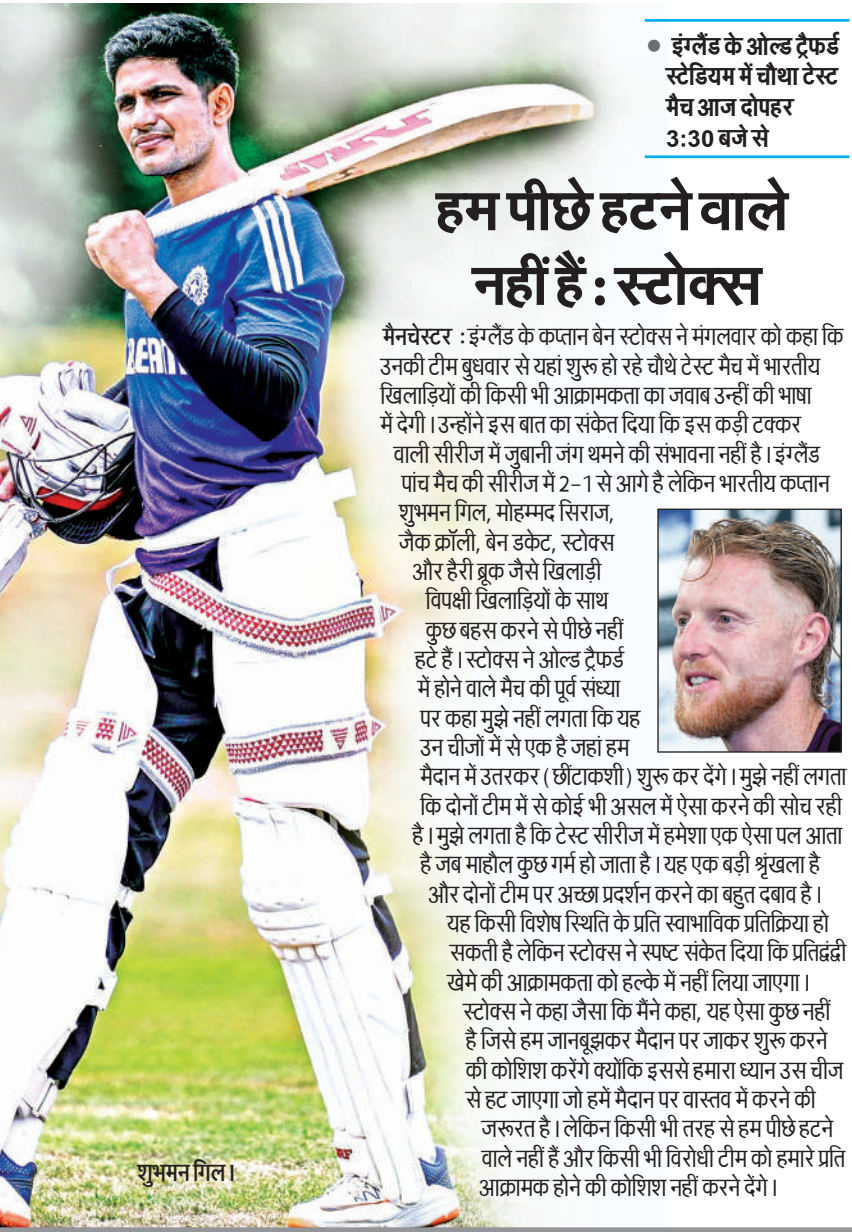 इंग्लैंड के ओल्ड ट्रैफर्ड
स्टेडियम में चौथा टेस्ट
मैच आज दोपहर
3:30 बजे से
हम पीछे हटने वाले
नहीं हैं : स्टोक्स
मैनचेस्टर : इंग्लैंड के कप्तान बेन स्टोक्स ने मंगलवार को कहा कि
उनकी टीम बुधवार से यहां शुरू हो रहे चौथे टेस्ट मैच में भारतीय
खिलाड़ियों की किसी भी आक्रामकता का जवाब उन्हीं की भाषा
में देगी। उन्होंने इस बात का संकेत दिया कि इस कड़ी टक्कर
वाली सीरीज में जुबानी जंग थमने की संभावना नहीं है। इंग्लैंड
पांच मैच की सीरीज में 2-1 से आगे है लेकिन भारतीय कप्तान
शुभमन गिल, मोहम्मद सिराज,
जैक क्रॉली, बेन डकेट, स्टोक्स
और हैरी ब्रूक जैसे खिलाड़ी
विपक्षी खिलाड़ियों के साथ
कुछ बहस करने से पीछे नहीं
हटे हैं। स्टोक्स ने ओल्ड ट्रैफर्ड
में होने वाले मैच की पूर्व संध्या
पर कहा मुझे नहीं लगता कि यह
उन चीजों में से एक है जहां हम
मैदान में उतरकर ( छींटाकशी ) शुरू कर देंगे। मुझे नहीं लगता
कि दोनों टीम में से कोई भी असल में ऐसा करने की सोच रही
है। मुझे लगता है कि टेस्ट सीरीज में हमेशा एक ऐसा पल आता
है जब माहौल कुछ गर्म हो जाता है। यह एक बड़ी श्रृंखला है
और दोनों टीम पर अच्छा प्रदर्शन करने का बहुत दबाव है।
यह किसी विशेष स्थिति के प्रति स्वाभाविक प्रतिक्रिया हो
सकती है लेकिन स्टोक्स ने स्पष्ट संकेत दिया कि प्रतिद्वंद्वी
खेमे की आक्रामकता को हल्के में नहीं लिया जाएगा।
स्टोक्स ने कहा जैसा कि मैंने कहा, यह ऐसा कुछ नहीं
है जिसे हम जानबूझकर मैदान पर जाकर शुरू करने
की कोशिश करेंगे क्योंकि इससे हमारा ध्यान उस चीज
से हट जाएगा जो हमें मैदान पर वास्तव में करने की
जरूरत है। लेकिन किसी भी तरह से हम पीछे हटने
वाले नहीं हैं और किसी भी विरोधी टीम को हमारे प्रति
आक्रामक होने की कोशिश नहीं करने देंगे।
शुभमन गिल।